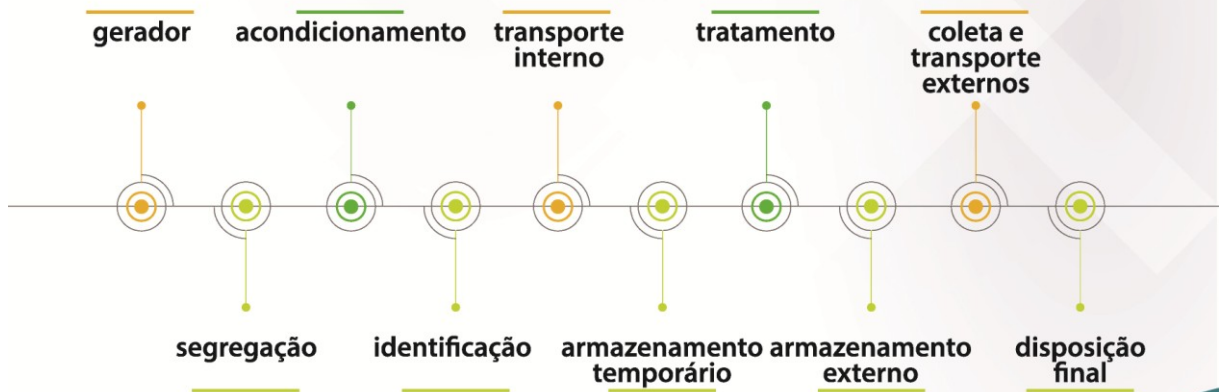 gerador
acondicionamento
transporte
interno
tratamento
coleta e
transporte
externos
segregação
identificação
armazenamento
temporário
armazenamento
externo
disposição
final